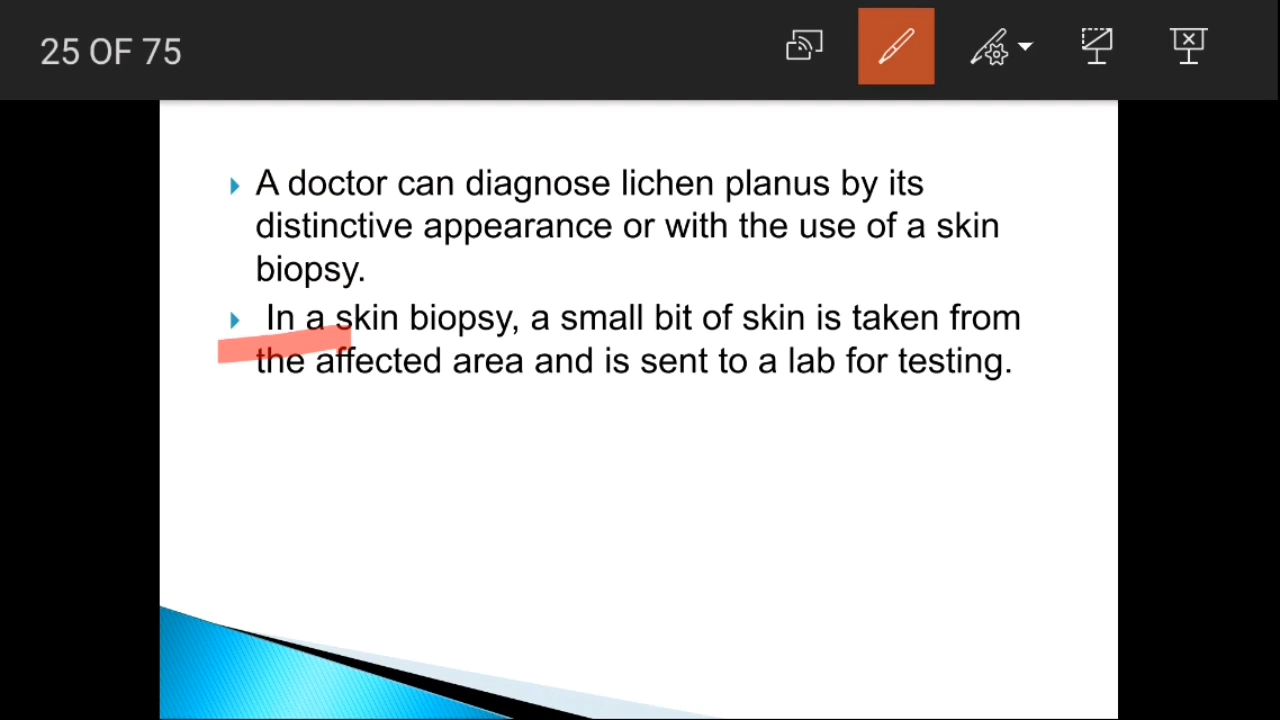 25 OF 75
A doctor can diagnose lichen planus by its
distinctive appearance or with the use of a skin
biopsy.
In a skin biopsy, a small bit of skin is taken from
the affected area and is sent to a lab for testing.